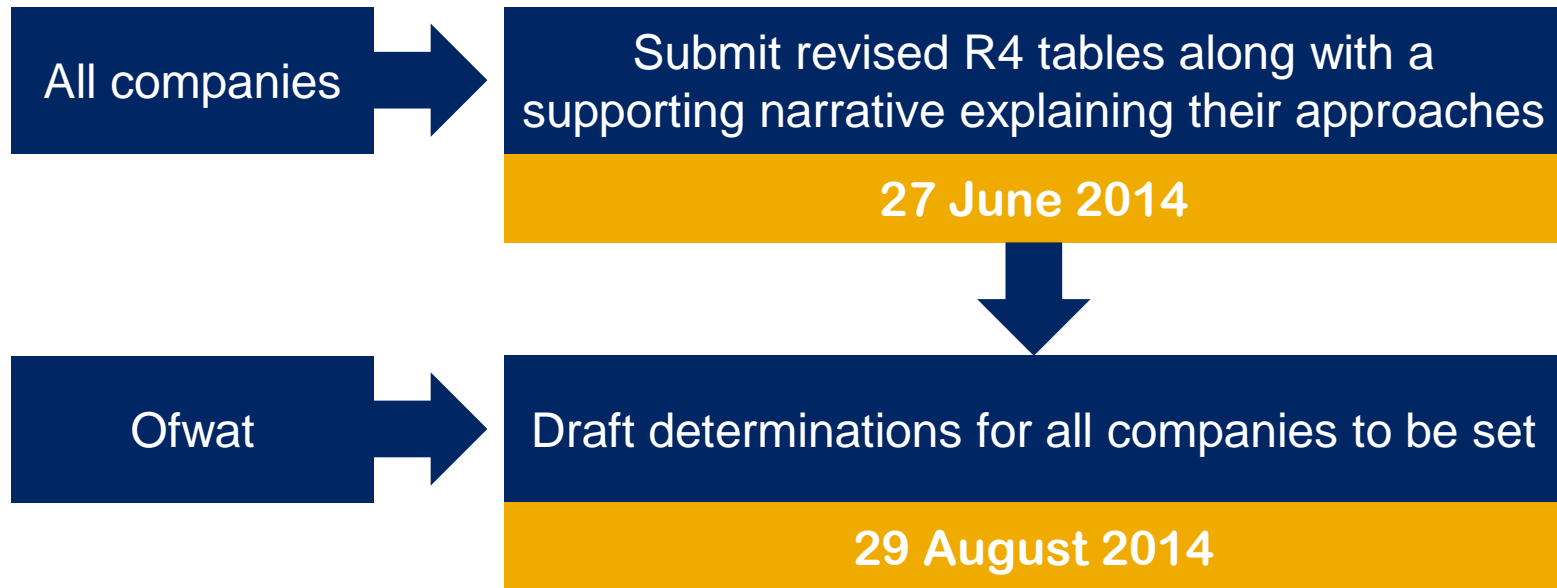 All companies
Submit revised R4 tables along with a
supporting narrative explaining their approaches
27 June 2014
Ofwat
Draft determinations for all companies to be set
29 August 2014